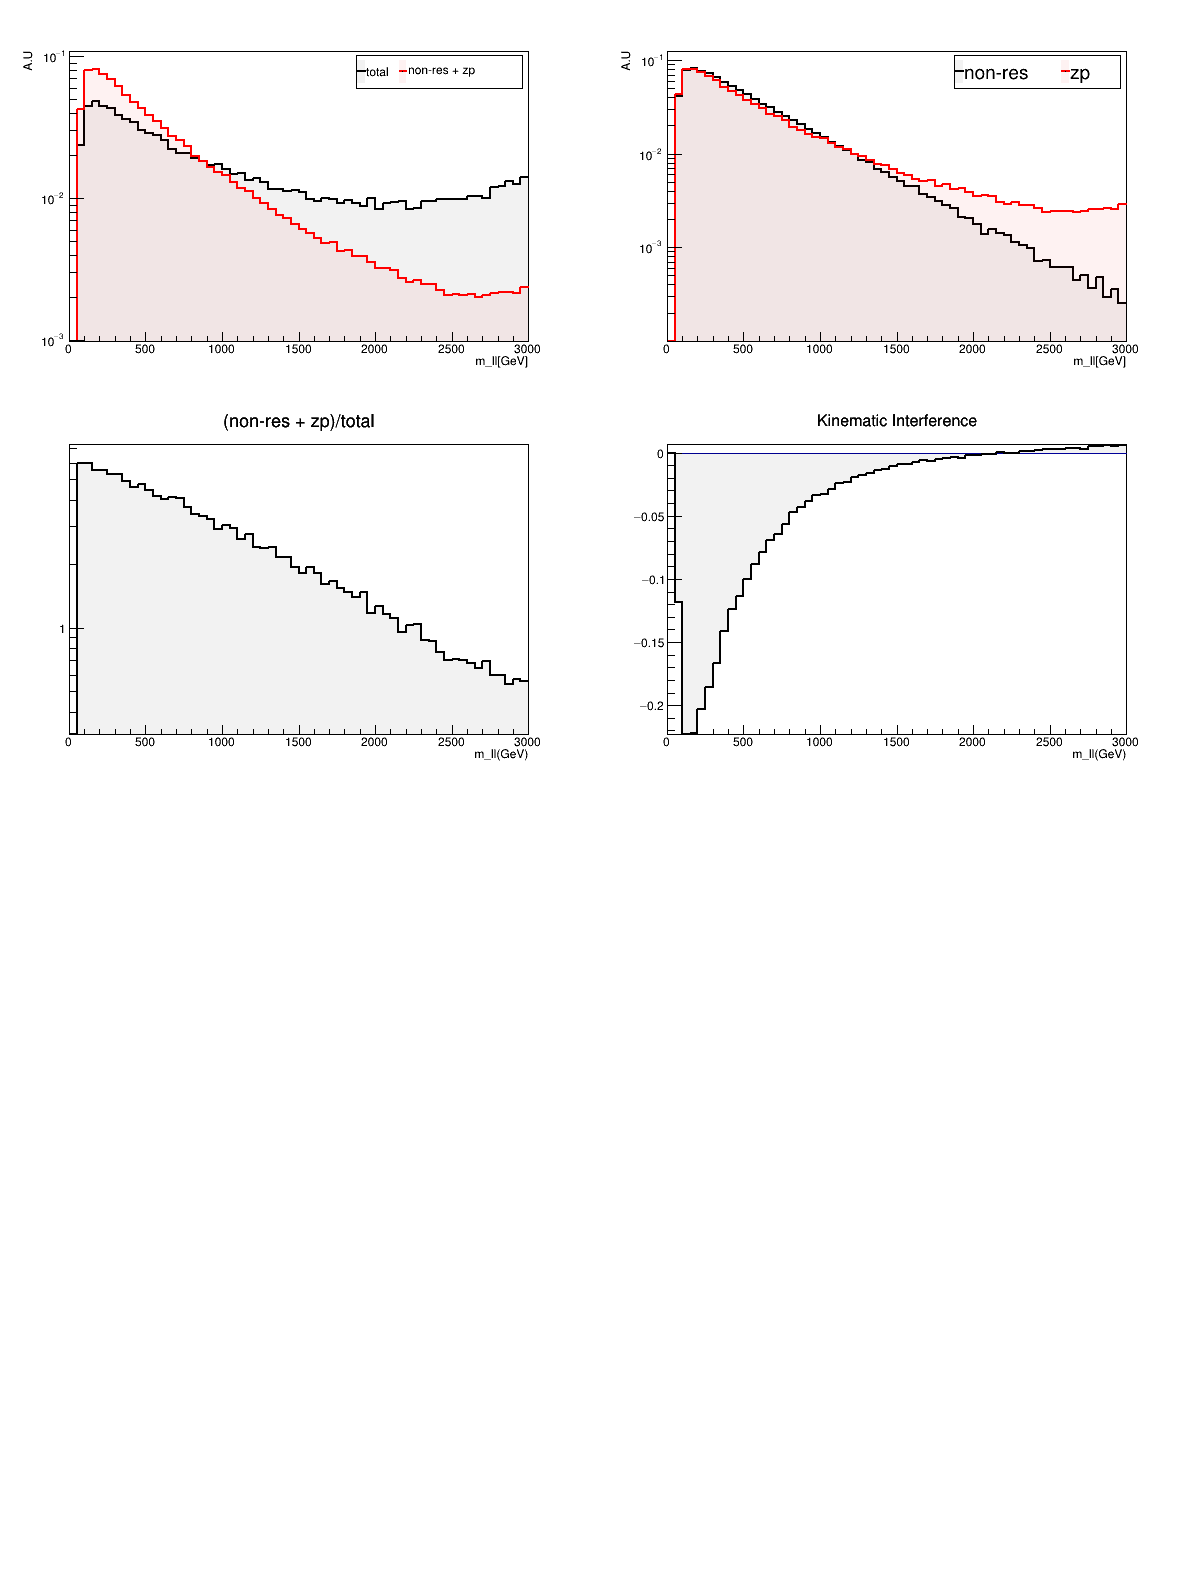 A.U
total non-res + zp
10⁻¹
10⁻²
10⁻³
0 500 1000 1500 2000 2500 3000
m_ll[GeV]
A.U
non-res zp
10⁻¹
10⁻²
10⁻³
0 500 1000 1500 2000 2500 3000
m_ll[GeV]
(non-res + zp)/total
1
0 500 1000 1500 2000 2500 3000
m_ll(GeV)
Kinematic Interference
0
−0.05
−0.1
−0.15
−0.2
0 500 1000 1500 2000 2500 3000
m_ll(GeV)